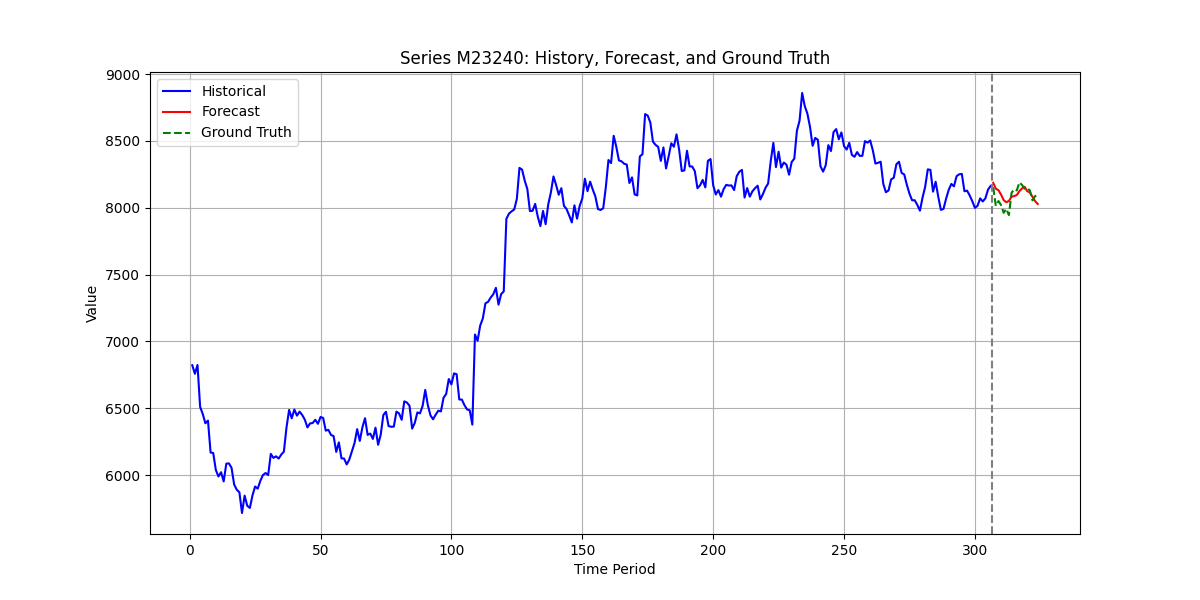 Series M23240: History, Forecast, and Ground Truth
Historical
Forecast
Ground Truth
9000
8500
8000
7500
7000
6500
6000
Value
0 50 100 150 200 250 300
Time Period